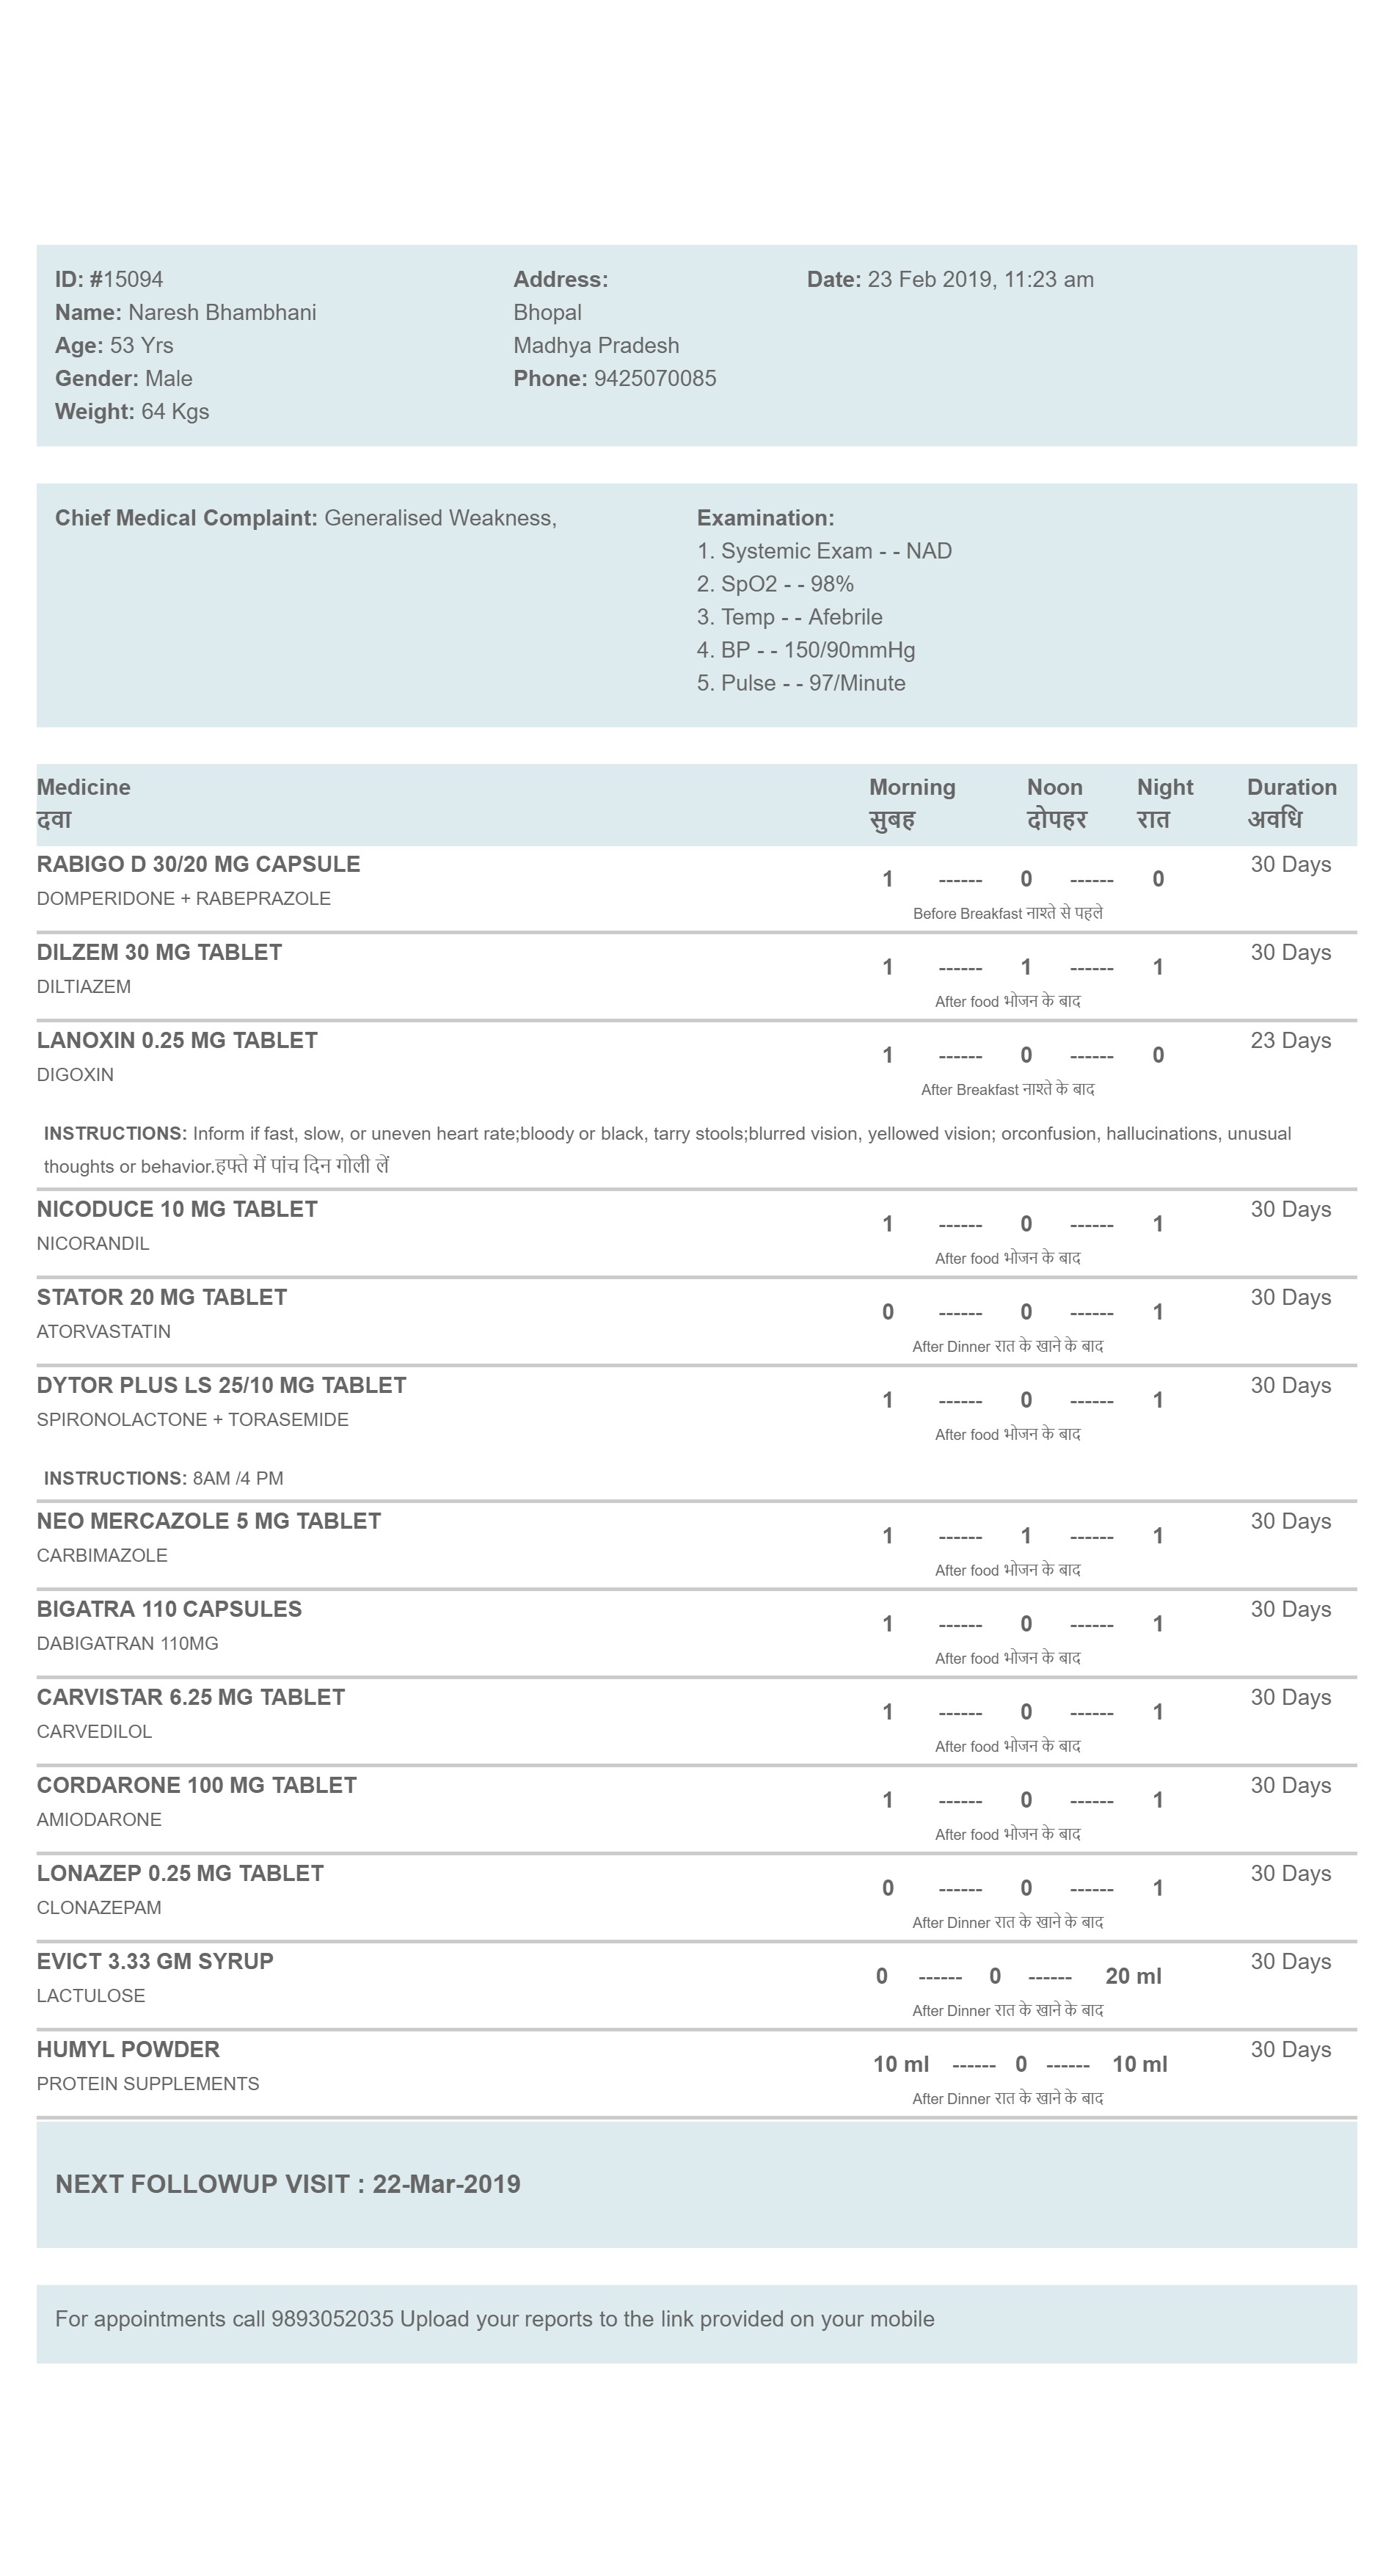 ID: #15094
Name: Naresh Bhambhani
Age: 53 Yrs
Gender: Male
Weight: 64 Kgs
Address:
Bhopal
Madhya Pradesh
Phone: 9425070085
Date: 23 Feb 2019, 11:23 am
Chief Medical Complaint: Generalised Weakness,
Examination:
1. Systemic Exam - - NAD
2. SpO2 - - 98%
3. Temp - - Afebrile
4. BP - - 150/90mmHg
5. Pulse - - 97/Minute
Medicine Morning Noon Night Duration
दवा सुबह दोपहर रात अवधि
RABIGO D 30/20 MG CAPSULE 30 Days
1 ------ 0 ------ 0
DOMPERIDONE + RABEPRAZOLE
Before Breakfast नाश्ते से पहले
DILZEM 30 MG TABLET 30 Days
1 ------ 1 ------ 1
DILTIAZEM
After food भोजन के बाद
LANOXIN 0.25 MG TABLET 23 Days
1 ------ 0 ------ 0
DIGOXIN
After Breakfast नाश्ते के बाद
INSTRUCTIONS: Inform if fast, slow, or uneven heart rate;bloody or black, tarry stools;blurred vision, yellowed vision; orconfusion, hallucinations, unusual
thoughts or behavior.हफ्ते में पांच दिन गोली लें
NICODUCE 10 MG TABLET 30 Days
1 ------ 0 ------ 1
NICORANDIL
After food भोजन के बाद
STATOR 20 MG TABLET 30 Days
0 ------ 0 ------ 1
ATORVASTATIN
After Dinner रात के खाने के बाद
DYTOR PLUS LS 25/10 MG TABLET 30 Days
1 ------ 0 ------ 1
SPIRONOLACTONE + TORASEMIDE
After food भोजन के बाद
INSTRUCTIONS: 8AM /4 PM
NEO MERCAZOLE 5 MG TABLET 30 Days
1 ------ 1 ------ 1
CARBIMAZOLE
After food भोजन के बाद
BIGATRA 110 CAPSULES 30 Days
1 ------ 0 ------ 1
DABIGATRAN 110MG
After food भोजन के बाद
CARVISTAR 6.25 MG TABLET 30 Days
1 ------ 0 ------ 1
CARVEDILOL
After food भोजन के बाद
CORDARONE 100 MG TABLET 30 Days
1 ------ 0 ------ 1
AMIODARONE
After food भोजन के बाद
LONAZEP 0.25 MG TABLET 30 Days
0 ------ 0 ------ 1
CLONAZEPAM
After Dinner रात के खाने के बाद
EVICT 3.33 GM SYRUP 30 Days
0 ------ 0 ------ 20 ml
LACTULOSE
After Dinner रात के खाने के बाद
HUMYL POWDER 30 Days
10 ml ------ 0 ------ 10 ml
PROTEIN SUPPLEMENTS
After Dinner रात के खाने के बाद
NEXT FOLLOWUP VISIT : 22-Mar-2019
For appointments call 9893052035 Upload your reports to the link provided on your mobile